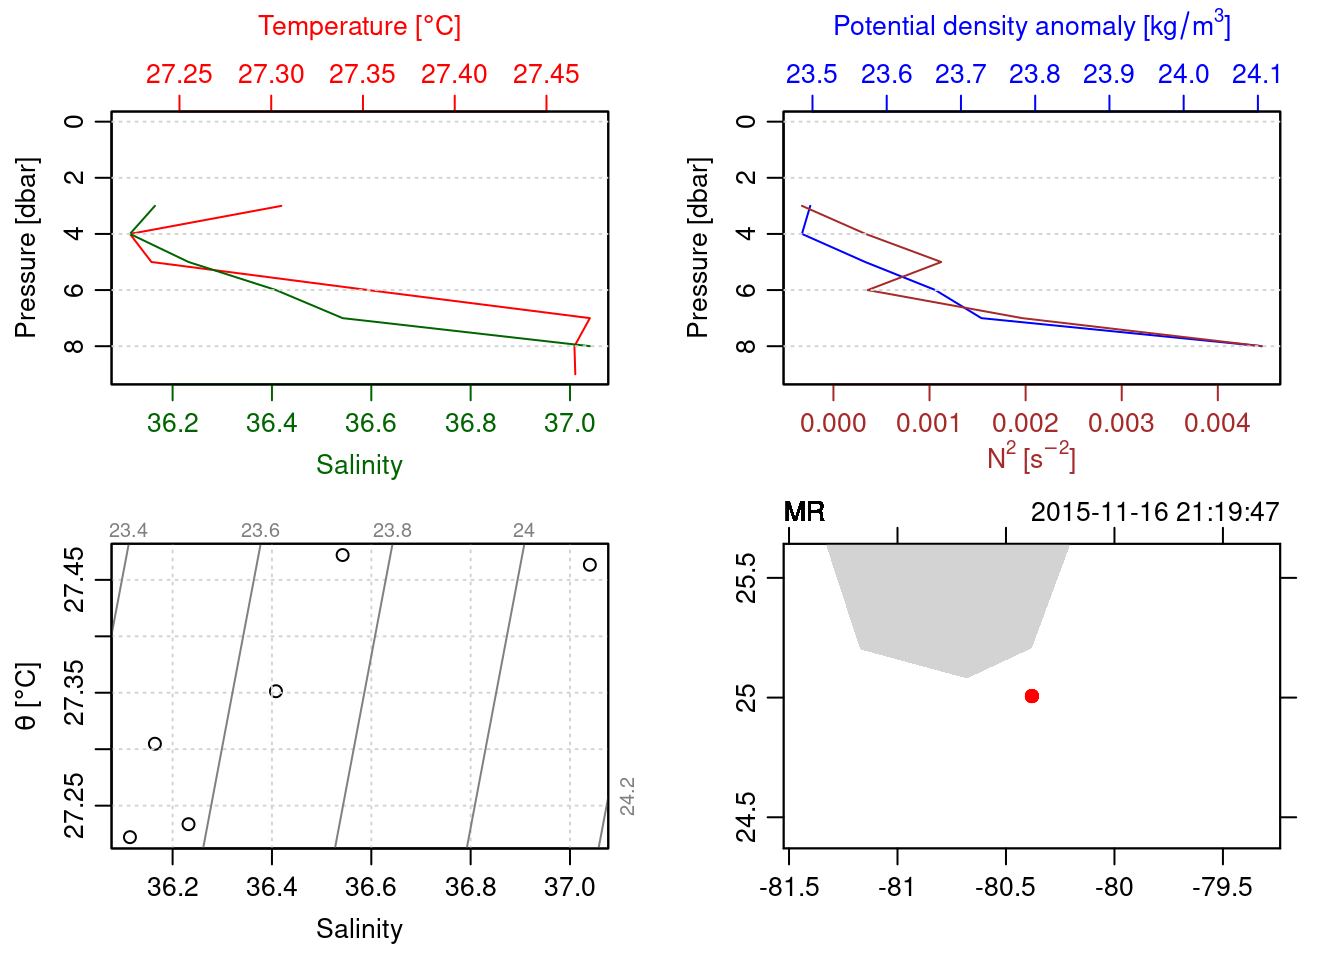 Temperature [°C]
27.25 27.30 27.35 27.40 27.45
0
2
4
6
8
Pressure [dbar]
36.2 36.4 36.6 36.8 37.0
Salinity
Potential density anomaly [kg/m³]
23.5 23.6 23.7 23.8 23.9 24.0 24.1
0
2
4
6
8
Pressure [dbar]
0.000 0.001 0.002 0.003 0.004
N² [s⁻²]
23.4 23.6 23.8 24
24.2
27.45
27.35
27.25
θ [°C]
36.2 36.4 36.6 36.8 37.0
Salinity
MR 2015-11-16 21:19:47
25.5
25
24.5
-81.5 -81 -80.5 -80 -79.5